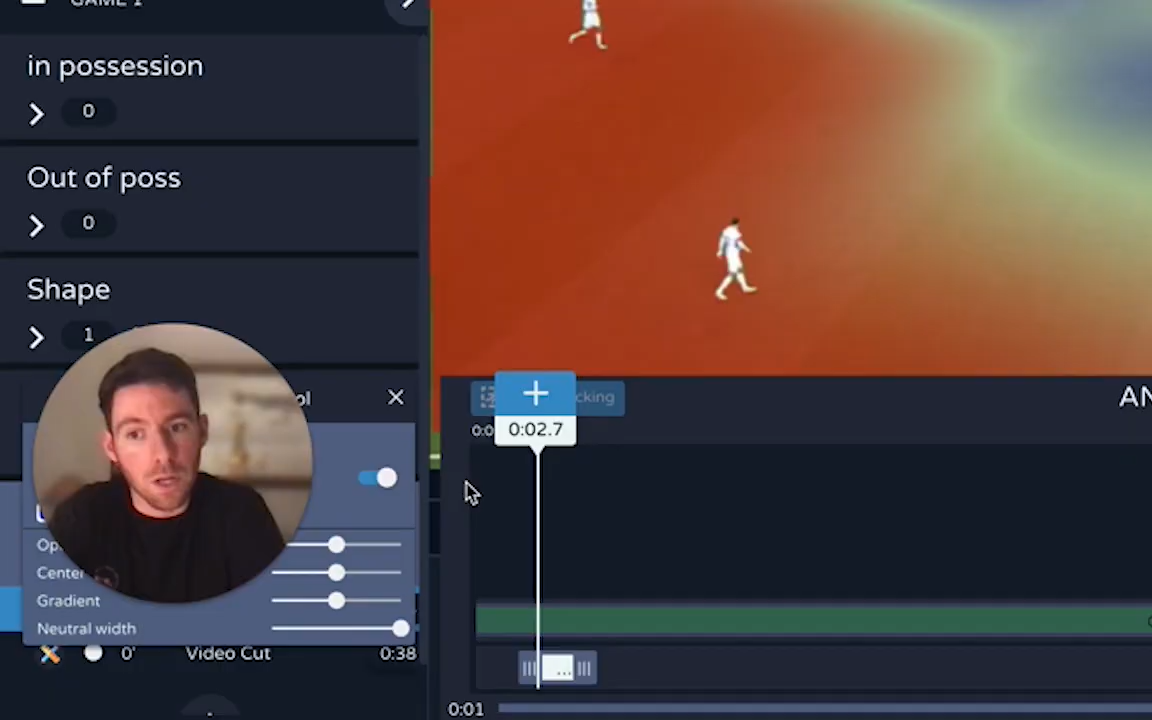 GAME 1
in possession
0
Out of poss
0
Shape
1
Center
Gradient
Neutral width
0'
Video Cut
0:38
cking
0:02.7
AN
...
0:01